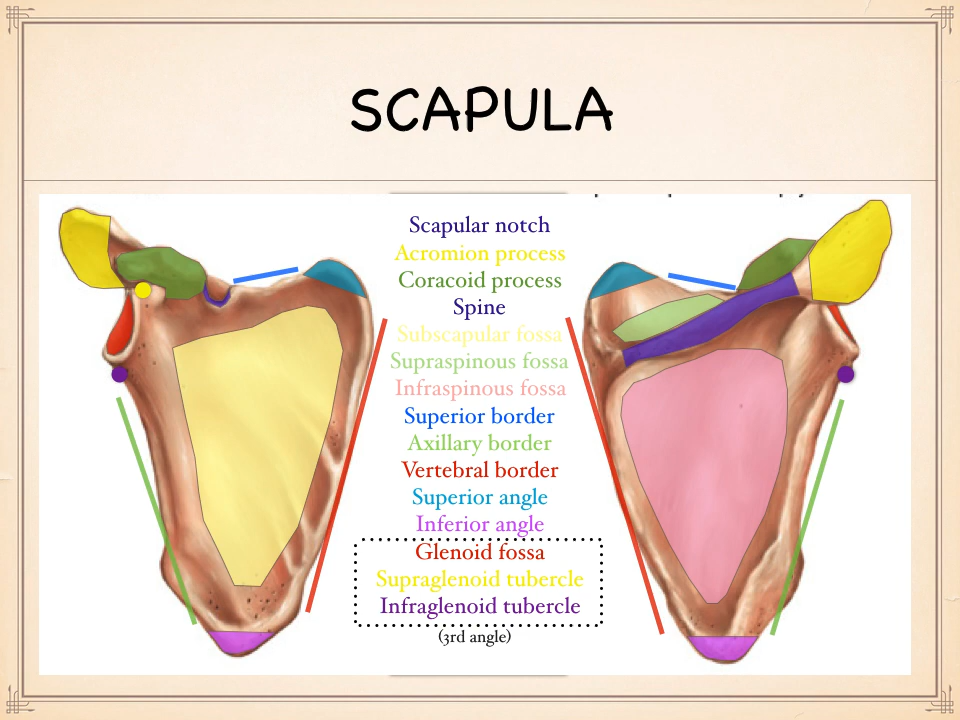 SCAPULA
Scapular notch
Acromion process
Coracoid process
Spine
Subscapular fossa
Supraspinous fossa
Infraspinous fossa
Superior border
Axillary border
Vertebral border
Superior angle
Inferior angle
Glenoid fossa
Supraglenoid tubercle
Infraglenoid tubercle
(3rd angle)